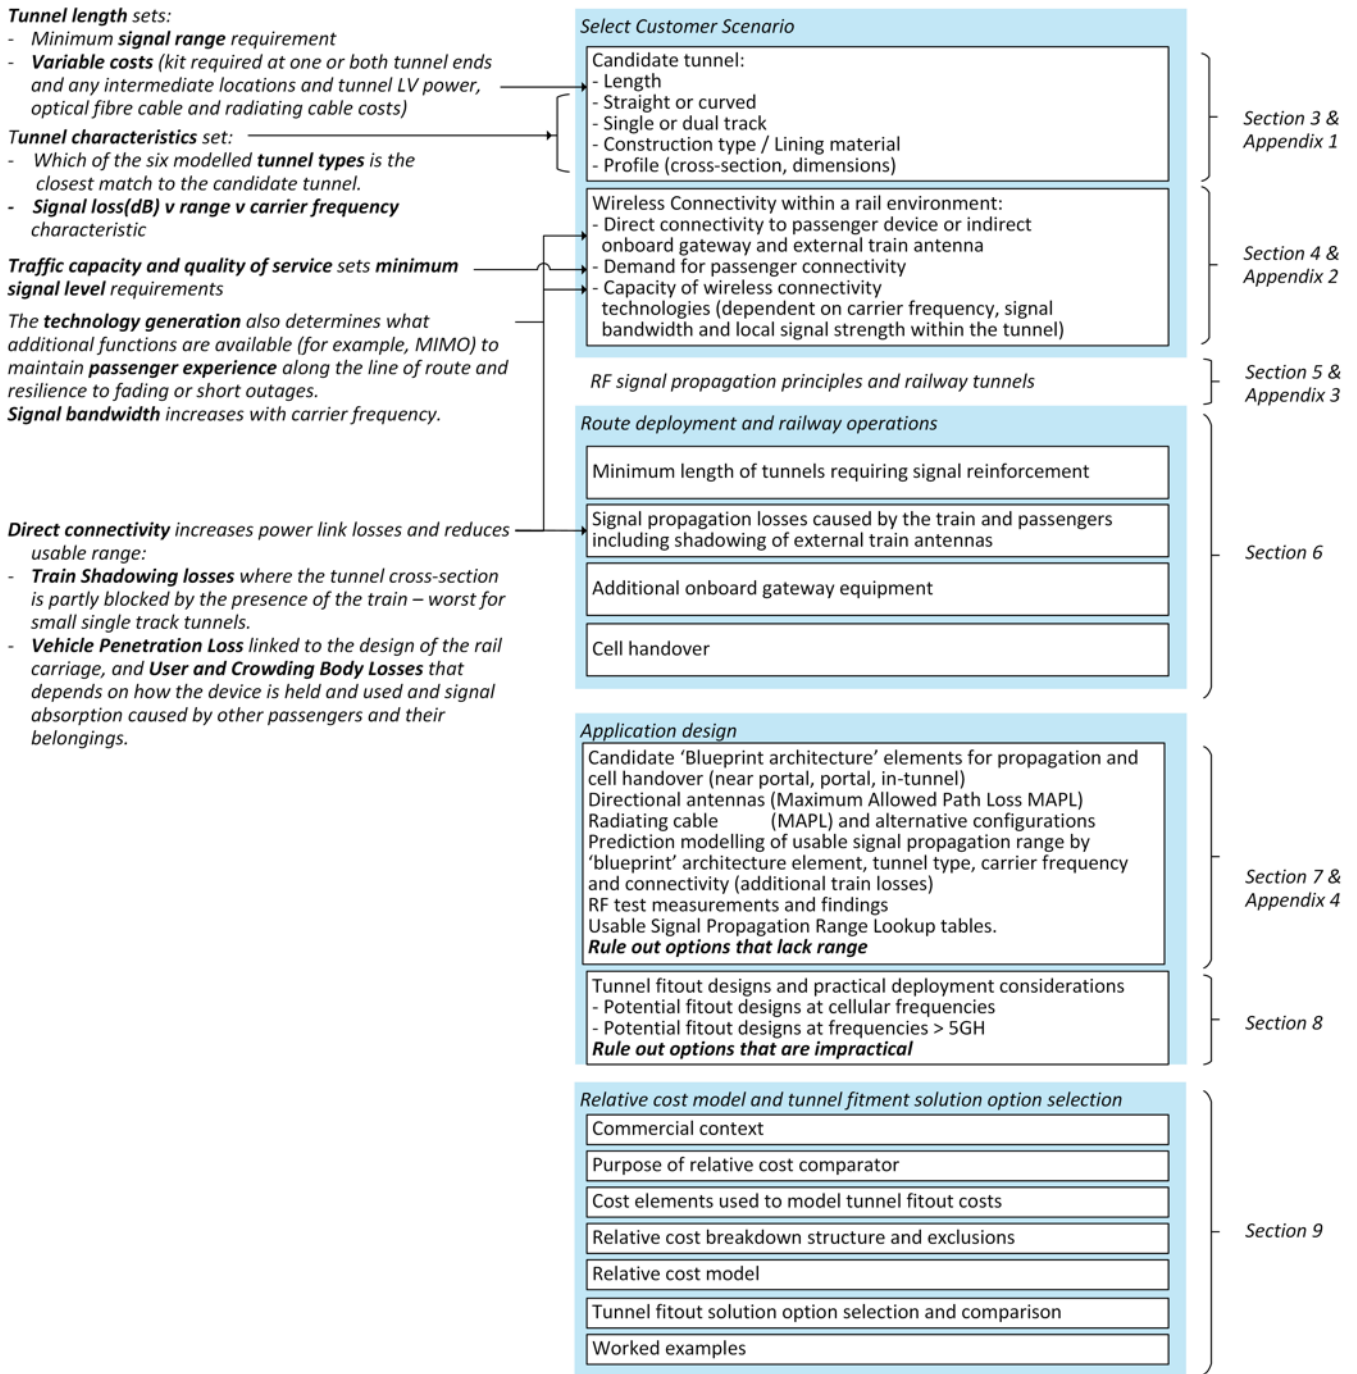 Tunnel length sets:
- Minimum signal range requirement
- Variable costs (kit required at one or both tunnel ends
and any intermediate locations and tunnel LV power,
optical fibre cable and radiating cable costs)
Tunnel characteristics set:
- Which of the six modelled tunnel types is the
closest match to the candidate tunnel.
- Signal loss(dB) v range v carrier frequency
characteristic
Traffic capacity and quality of service sets minimum
signal level requirements
The technology generation also determines what
additional functions are available (for example, MIMO) to
maintain passenger experience along the line of route and
resilience to fading or short outages.
Signal bandwidth increases with carrier frequency.
Direct connectivity increases power link losses and reduces
usable range:
- Train Shadowing losses where the tunnel cross-section
is partly blocked by the presence of the train – worst for
small single track tunnels.
- Vehicle Penetration Loss linked to the design of the rail
carriage, and User and Crowding Body Losses that
depends on how the device is held and used and signal
absorption caused by other passengers and their
belongings.
Select Customer Scenario
Candidate tunnel:
- Length
- Straight or curved
- Single or dual track
- Construction type / Lining material
- Profile (cross-section, dimensions)
Section 3 &
Appendix 1
Wireless Connectivity within a rail environment:
- Direct connectivity to passenger device or indirect
onboard gateway and external train antenna
- Demand for passenger connectivity
- Capacity of wireless connectivity
technologies (dependent on carrier frequency, signal
bandwidth and local signal strength within the tunnel)
Section 4 &
Appendix 2
RF signal propagation principles and railway tunnels
Section 5 &
Appendix 3
Route deployment and railway operations
Minimum length of tunnels requiring signal reinforcement
Signal propagation losses caused by the train and passengers
including shadowing of external train antennas
Additional onboard gateway equipment
Cell handover
Section 6
Application design
Candidate ‘Blueprint architecture’ elements for propagation and
cell handover (near portal, portal, in-tunnel)
Directional antennas (Maximum Allowed Path Loss MAPL)
Radiating cable (MAPL) and alternative configurations
Prediction modelling of usable signal propagation range by
‘blueprint’ architecture element, tunnel type, carrier frequency
and connectivity (additional train losses)
RF test measurements and findings
Usable Signal Propagation Range Lookup tables.
Rule out options that lack range
Section 7 &
Appendix 4
Tunnel fitout designs and practical deployment considerations
- Potential fitout designs at cellular frequencies
- Potential fitout designs at frequencies > 5GH
Rule out options that are impractical
Section 8
Relative cost model and tunnel fitment solution option selection
Commercial context
Purpose of relative cost comparator
Cost elements used to model tunnel fitout costs
Relative cost breakdown structure and exclusions
Relative cost model
Tunnel fitout solution option selection and comparison
Worked examples
Section 9